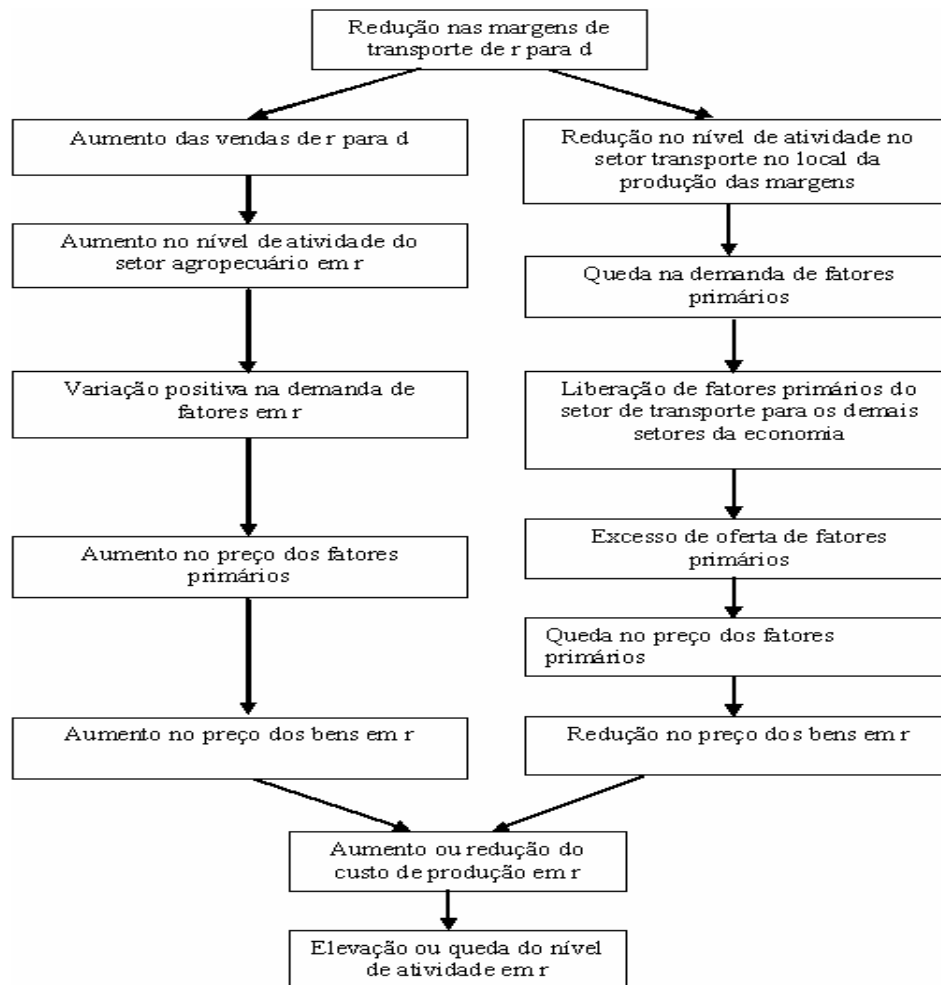 Redução nas margens de
transporte de r para d
Aumento das vendas de r para d
Aumento no nível de atividade do
setor agropecuário em r
Variação positiva na demanda de
fatores em r
Aumento no preço dos fatores
primários
Aumento no preço dos bens em r
Redução no nível de atividade no
setor transporte no local da
produção das margens
Queda na demanda de fatores
primários
Liberação de fatores primários do
setor de transporte para os demais
setores da economia
Excesso de oferta de fatores
primários
Queda no preço dos fatores
primários
Redução no preço dos bens em r
Aumento ou redução do
custo de produção em r
Elevação ou queda do nível
de atividade em r